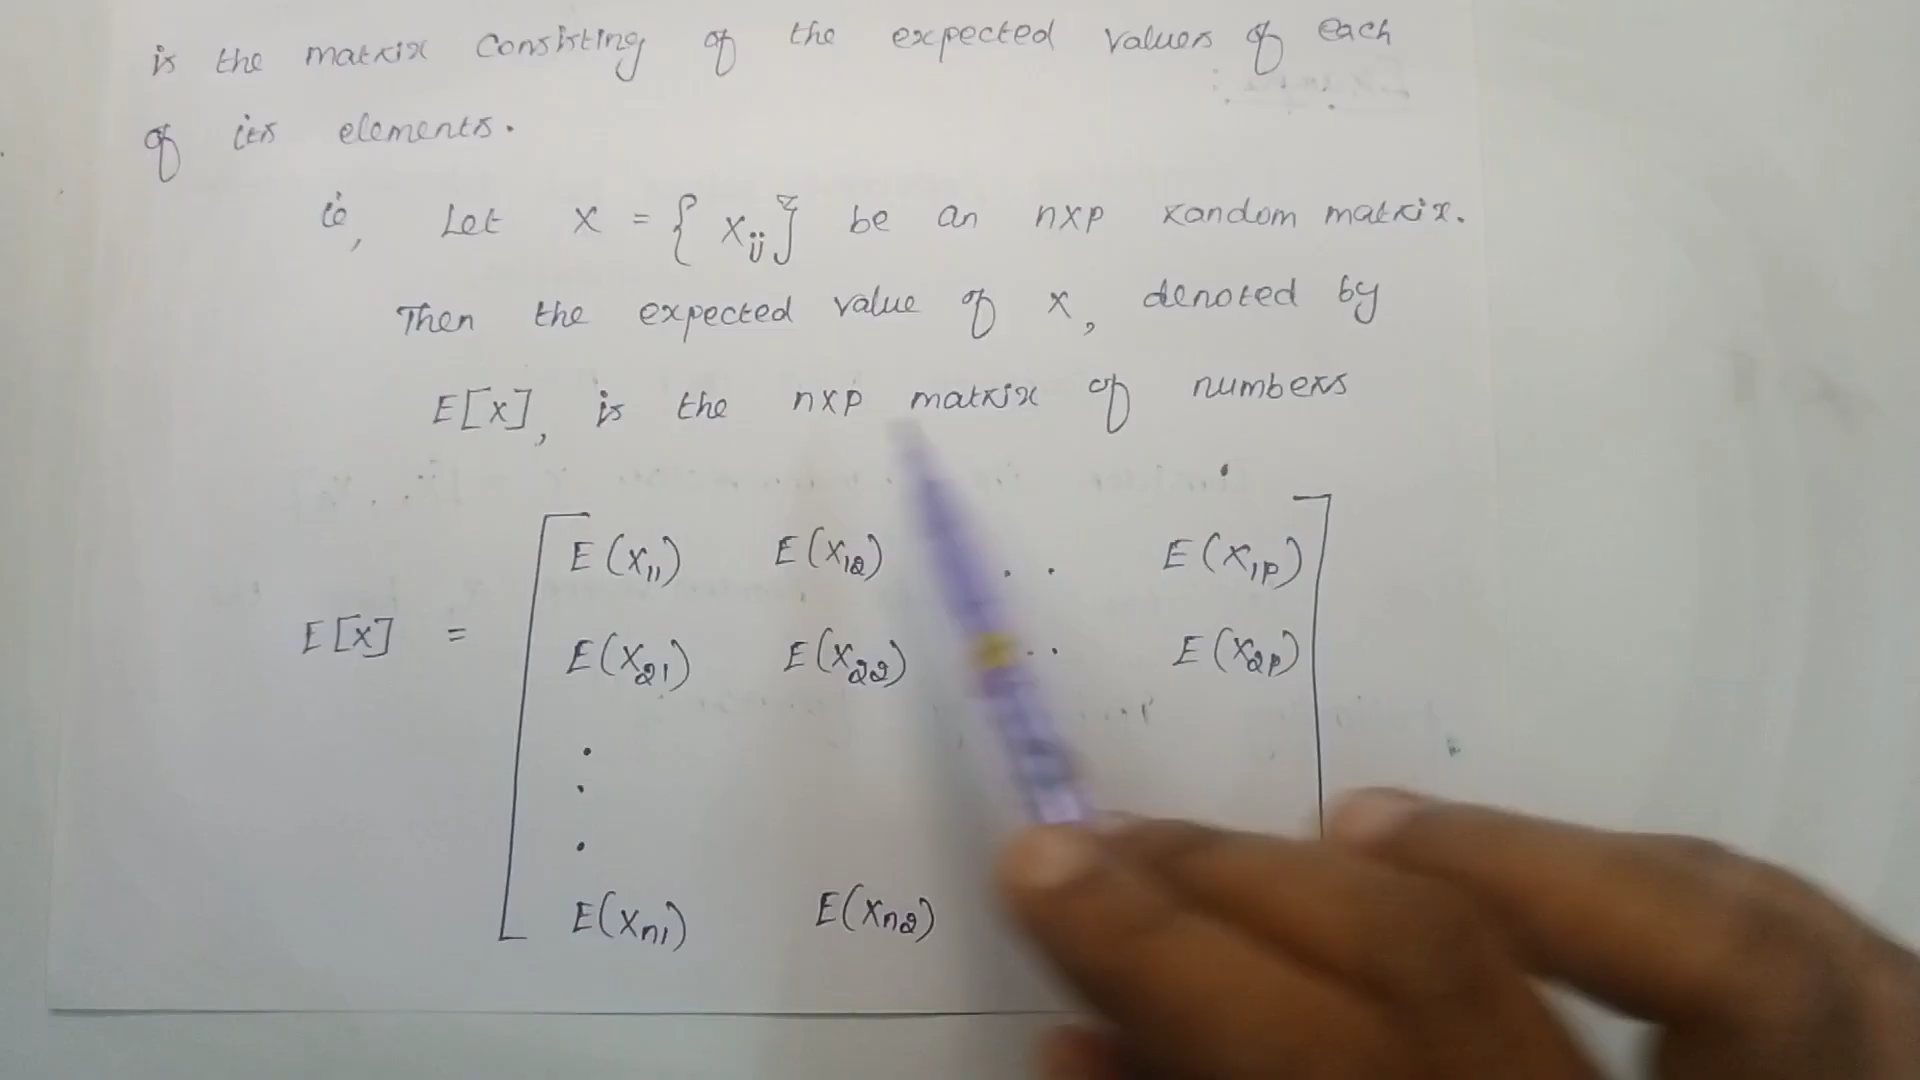 is the matrix consisting of the expected values of each
of its elements.
ie, Let X = { Xij } be an nxp random matrix.
Then the expected value of X, denoted by
E[X], is the nxp matrix of numbers
E(X11) E(X12) . . E(X1p)
E[X] = E(X21) E(X22) . . E(X2p)
.
.
.
E(Xn1) E(Xn2)